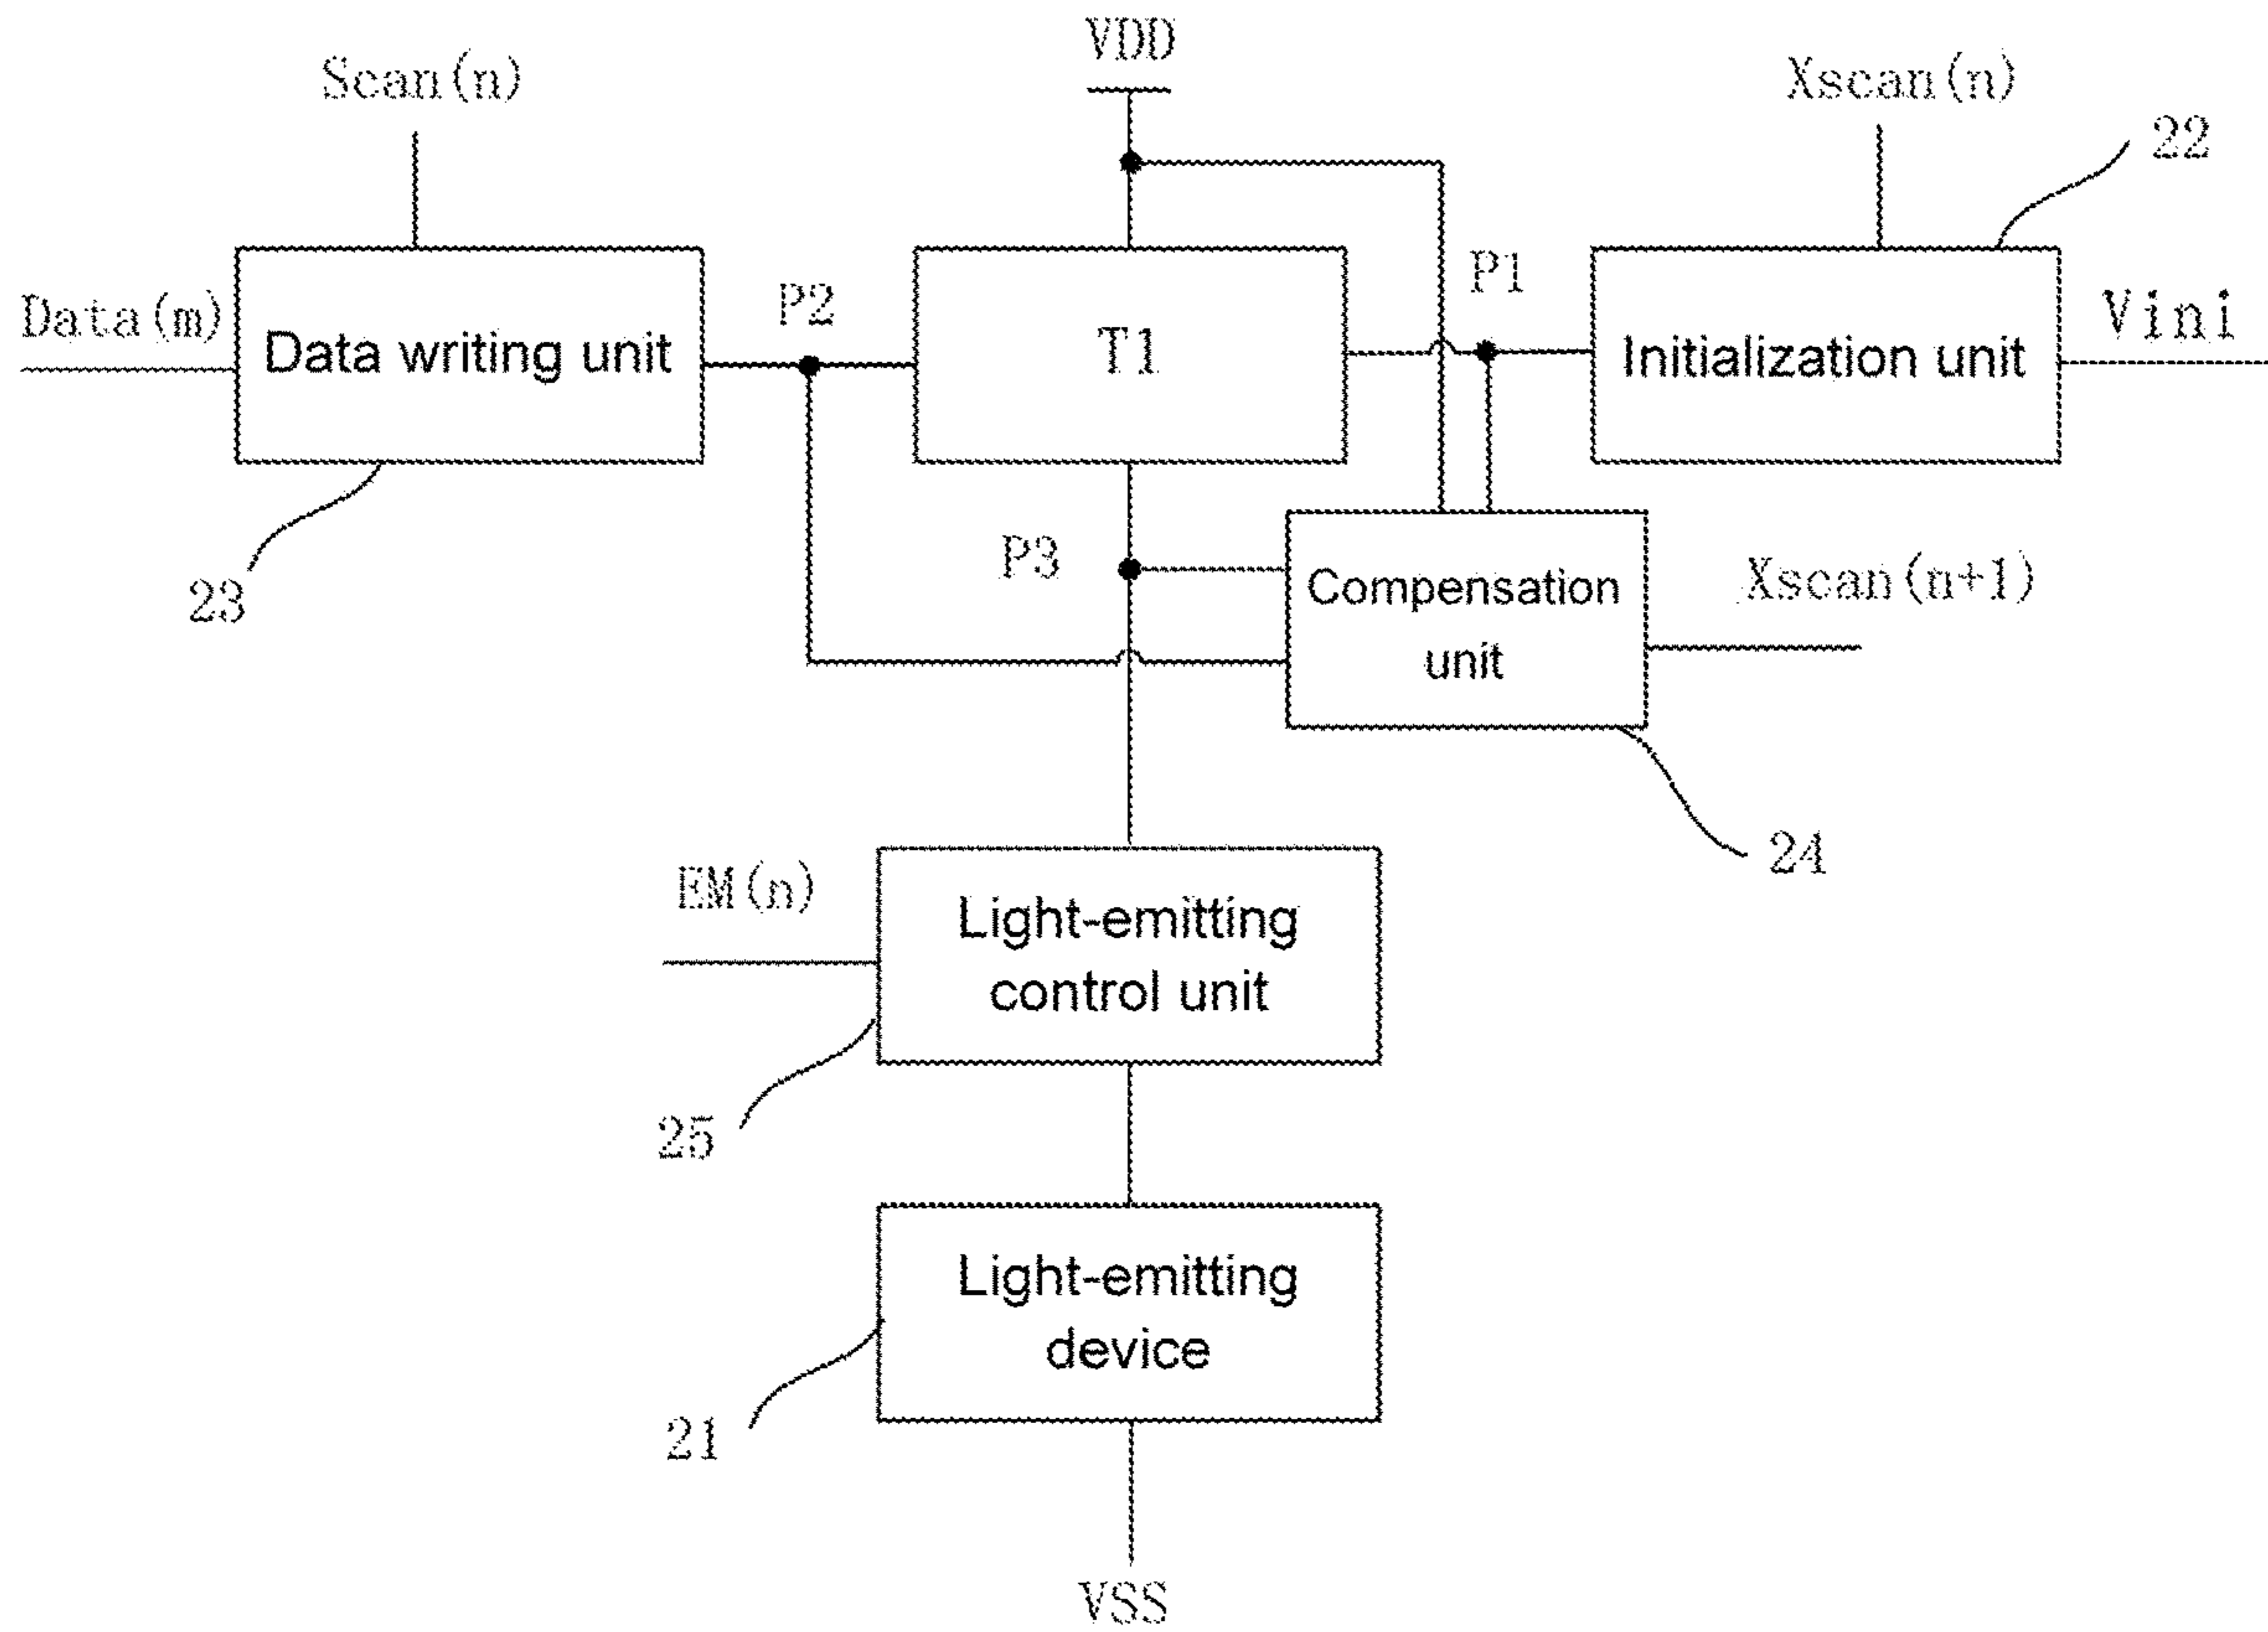 VDD
Scan(n)
Xscan(n)
22
P1
Data(m)
P2
Vini
Data writing unit
T1
Initialization unit
P3
Xscan(n+1)
23
Compensation
unit
24
EM(n)
Light-emitting
control unit
25
Light-emitting
device
21
VSS